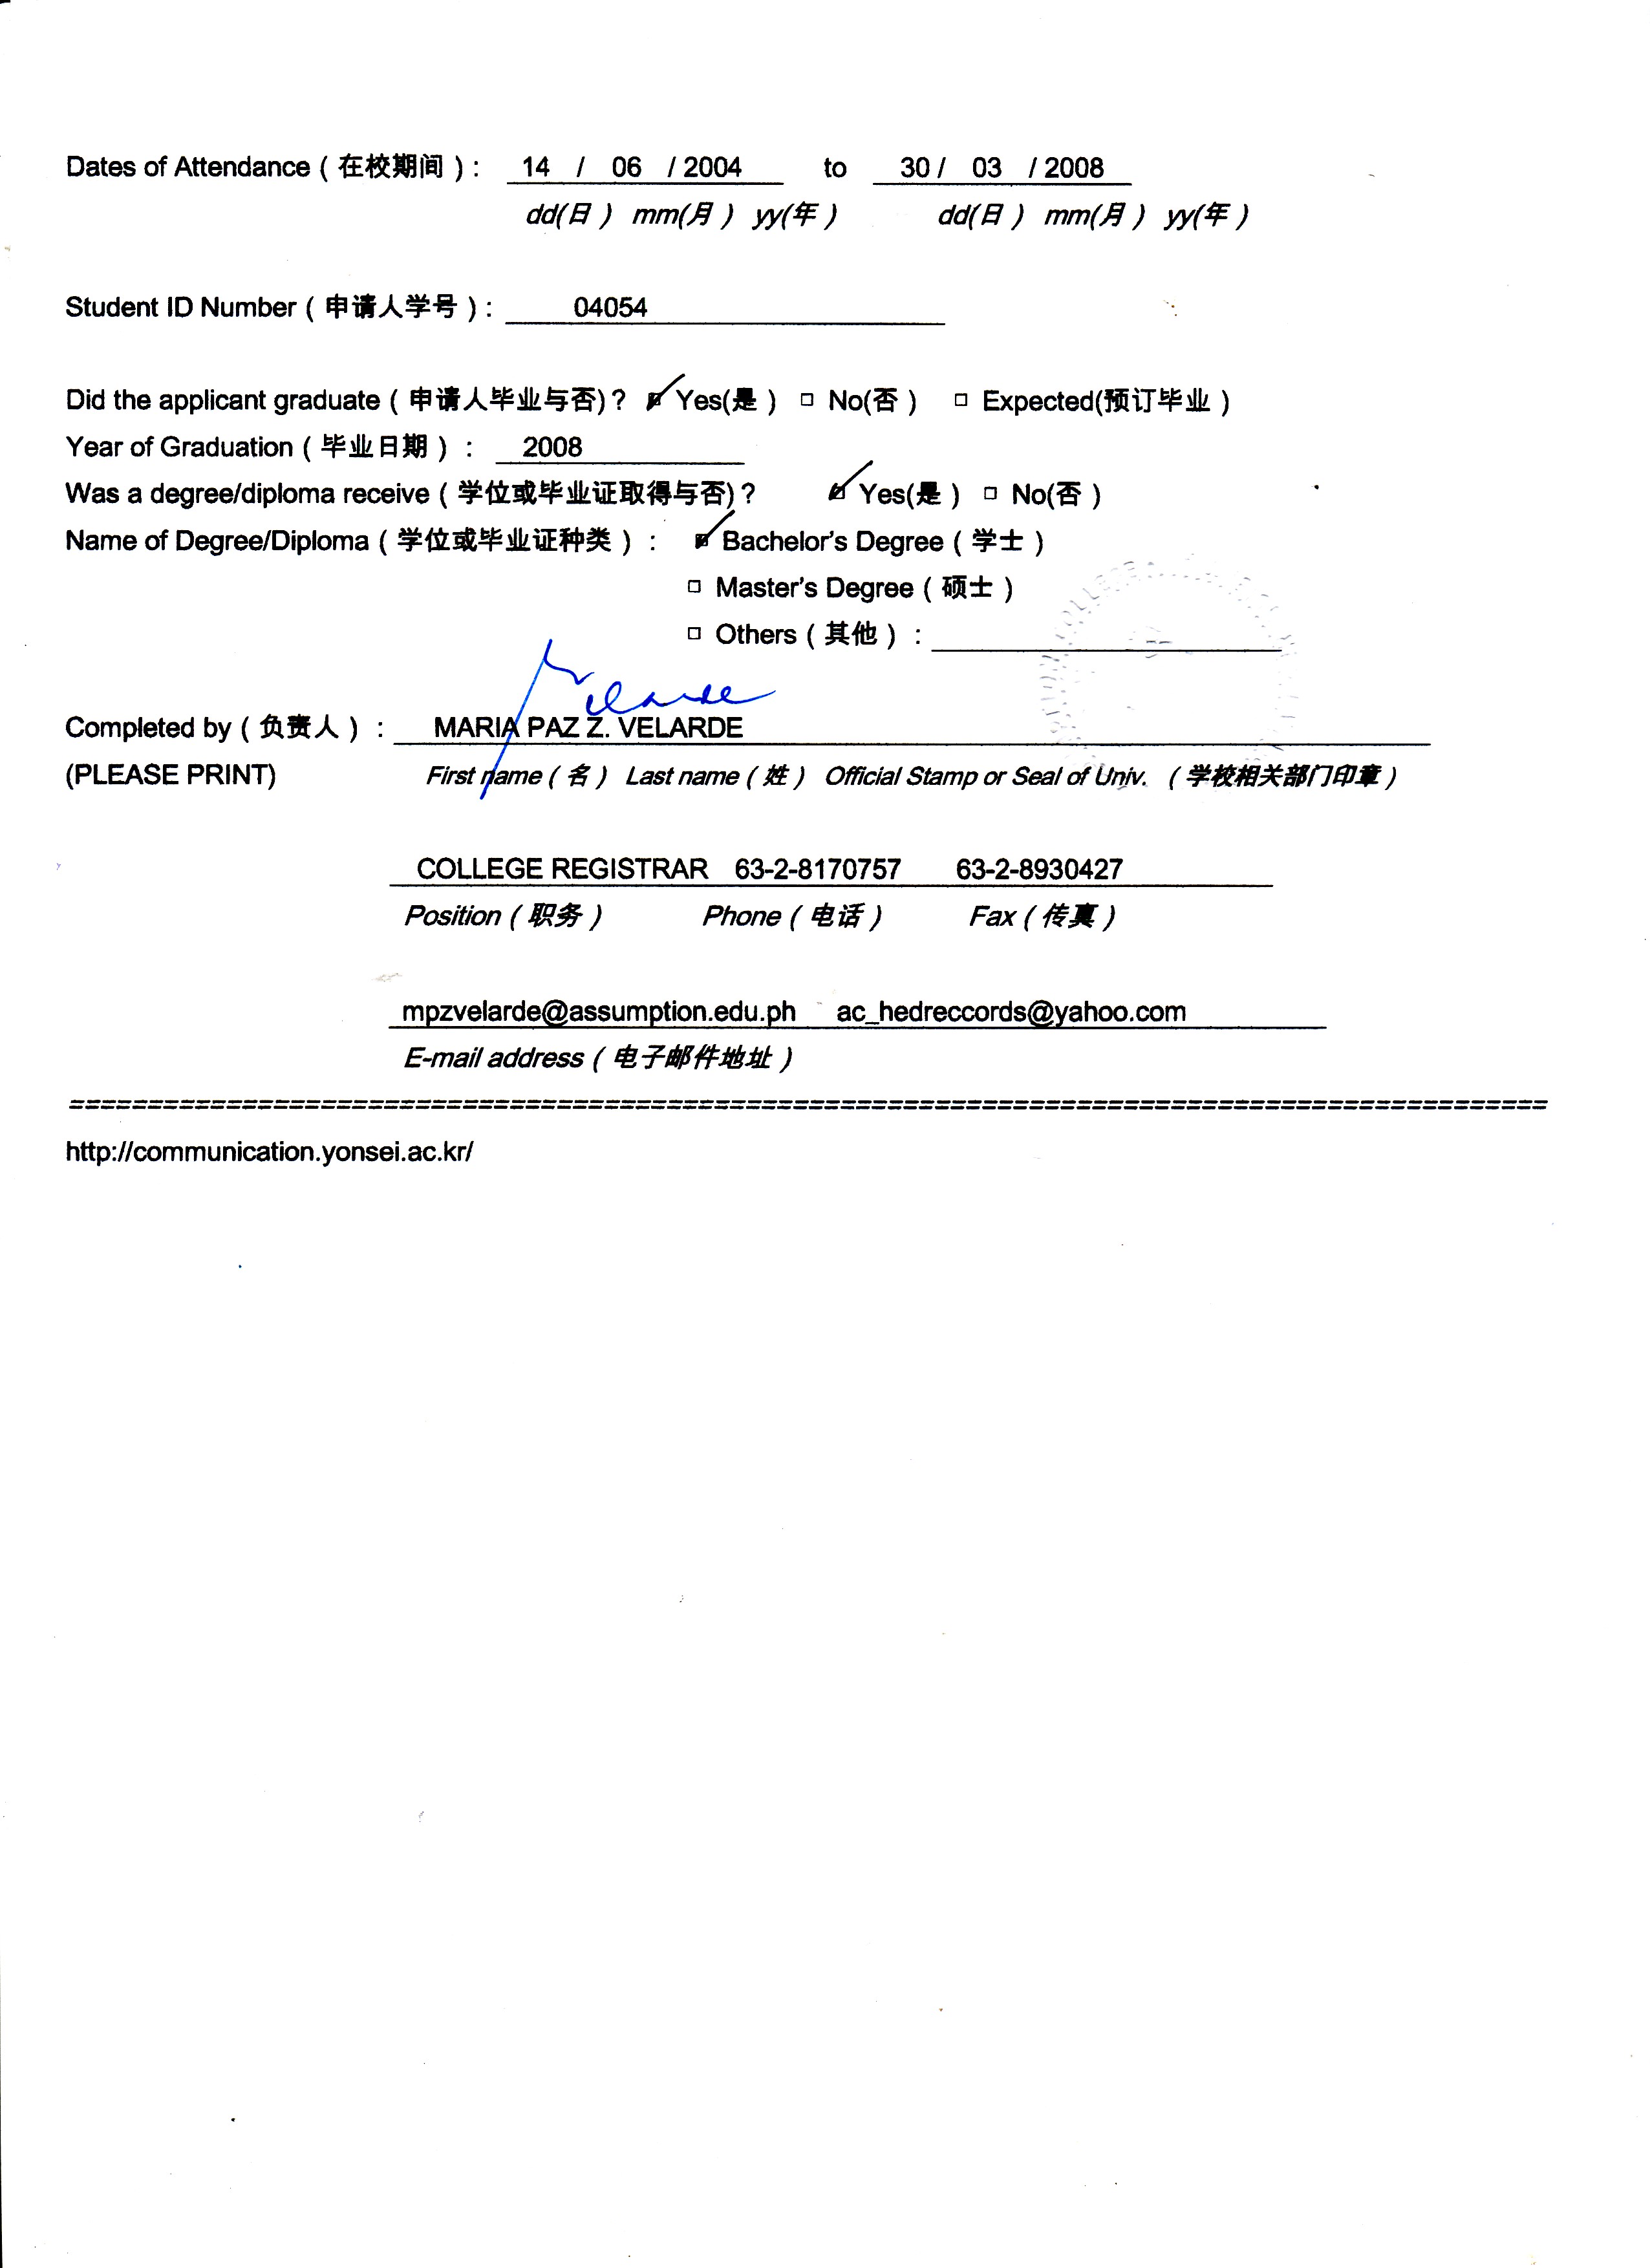 Dates of Attendance ( 在校期间 ) : 14 / 06 / 2004 to 30 / 03 / 2008
dd(日 ) mm(月 ) yy(年 ) dd(日 ) mm(月 ) yy(年 )
Student ID Number ( 申请人学号 ) : 04054
Did the applicant graduate ( 申请人毕业与否) ? Yes(是 ) □ No(否 ) □ Expected(预订毕业 )
Year of Graduation ( 毕业日期 ) : 2008
Was a degree/diploma receive ( 学位或毕业证取得与否) ? Yes(是 ) □ No(否 )
Name of Degree/Diploma ( 学位或毕业证种类 ) : Bachelor's Degree ( 学士 )
□ Master's Degree ( 硕士 )
□ Others ( 其他 ) :
Velarde
Completed by ( 负责人 ) : MARIA PAZ Z. VELARDE
(PLEASE PRINT) First name ( 名 ) Last name ( 姓 ) Official Stamp or Seal of Univ. ( 学校相关部门印章 )
COLLEGE REGISTRAR 63-2-8170757 63-2-8930427
Position ( 职务 ) Phone ( 电话 ) Fax ( 传真 )
mpzvelarde@assumption.edu.ph ac_hedreccords@yahoo.com
E-mail address ( 电子邮件地址 )
http://communication.yonsei.ac.kr/